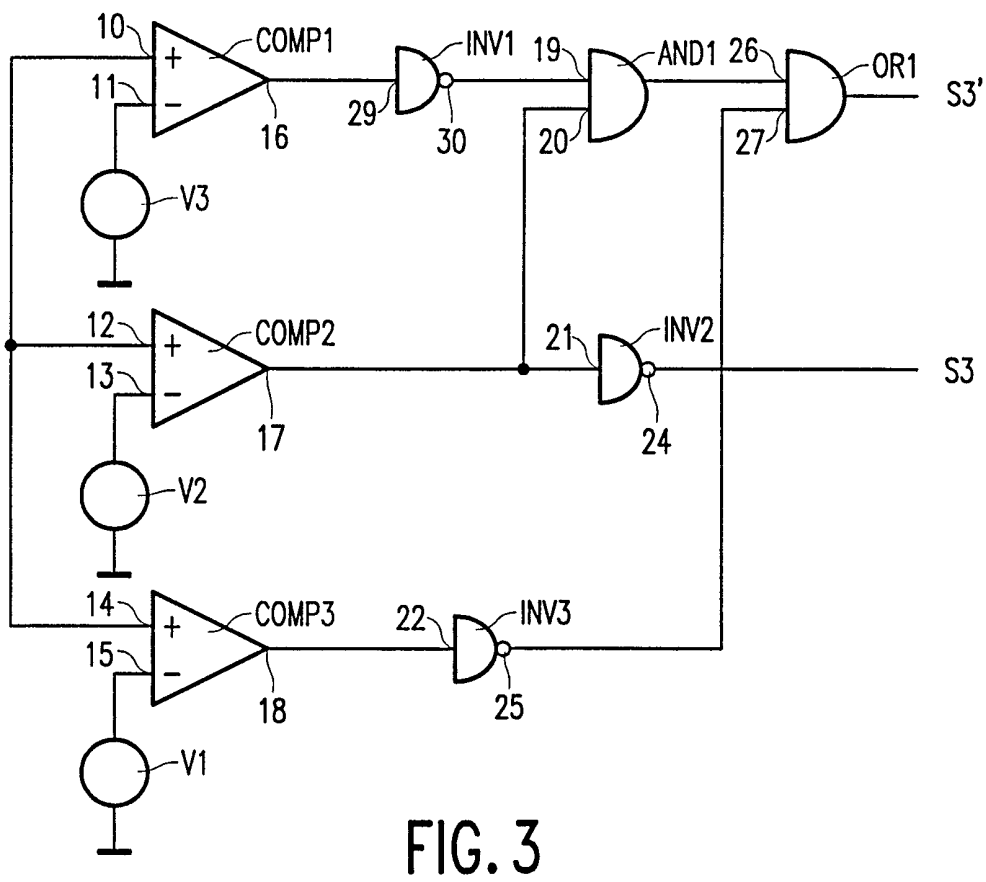 10
COMP1
+
11
−
16
INV1
29
30
19
20
AND1
26
27
OR1
S3'
V3
12
COMP2
+
13
−
17
21
INV2
24
S3
V2
14
COMP3
+
15
−
18
22
INV3
25
V1
FIG. 3